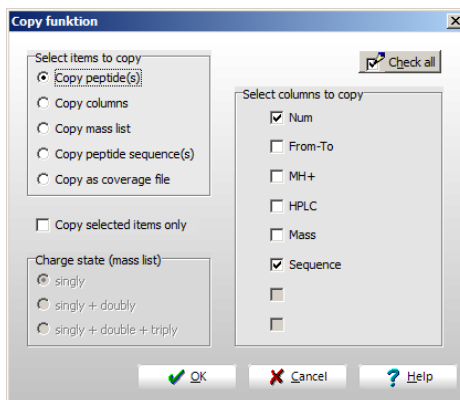 Copy funktion
Select items to copy
Copy peptide(s)
Copy columns
Copy mass list
Copy peptide sequence(s)
Copy as coverage file
Copy selected items only
Charge state (mass list)
singly
singly + doubly
singly + double + triply
Check all
Select columns to copy
Num
From-To
MH+
HPLC
Mass
Sequence
OK
Cancel
Help